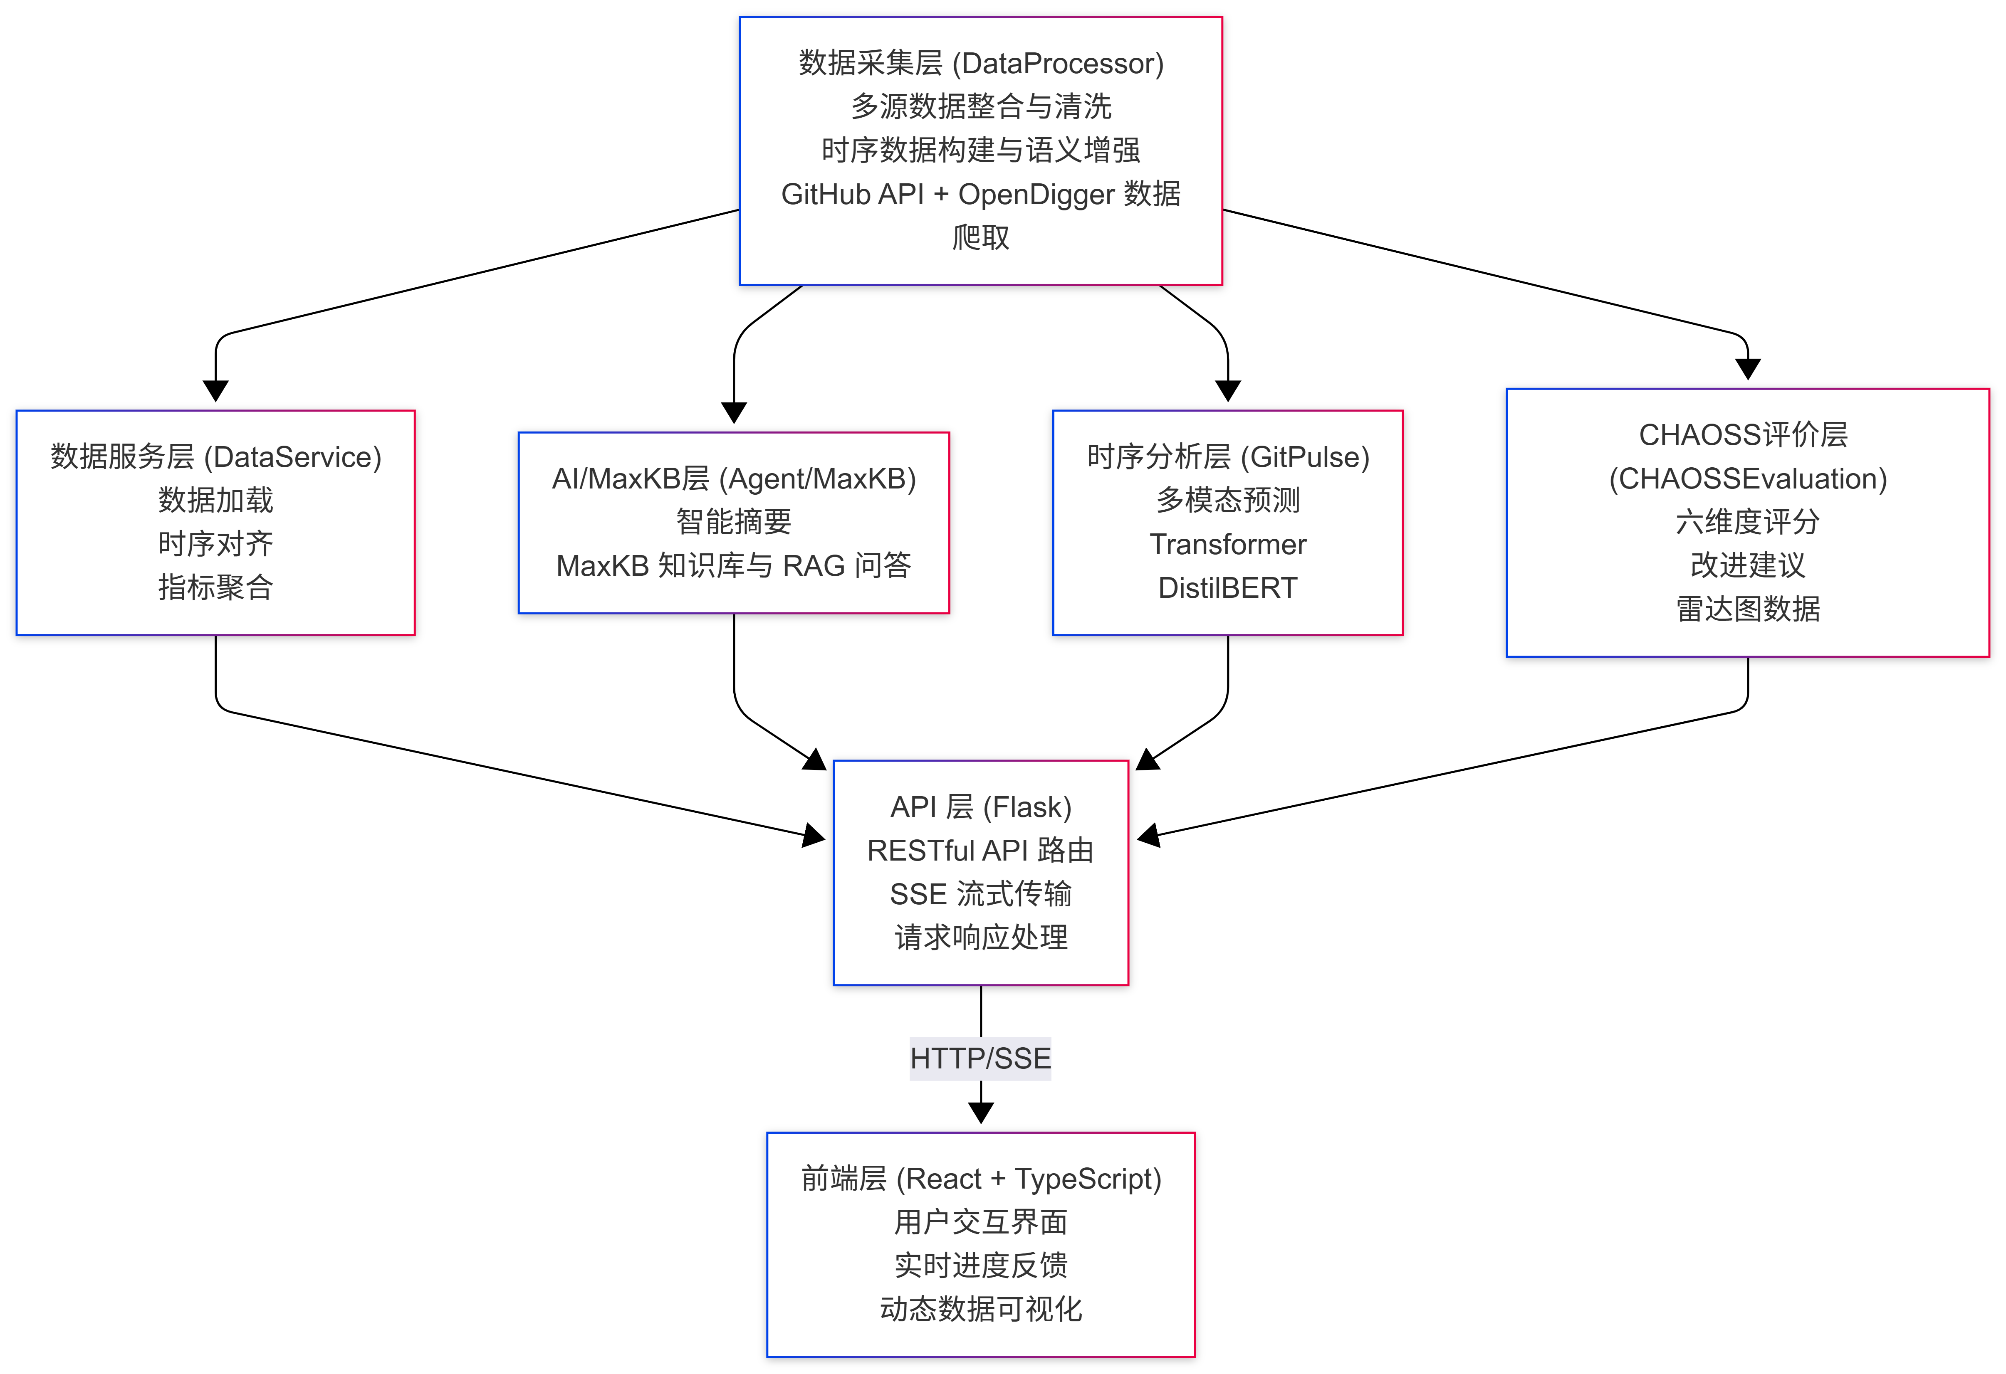 数据采集层 (DataProcessor)
多源数据整合与清洗
时序数据构建与语义增强
GitHub API + OpenDigger 数据
爬取
数据服务层 (DataService)
数据加载
时序对齐
指标聚合
AI/MaxKB层 (Agent/MaxKB)
智能摘要
MaxKB 知识库与 RAG 问答
时序分析层 (GitPulse)
多模态预测
Transformer
DistilBERT
CHAOSS评价层
(CHAOSSEvaluation)
六维度评分
改进建议
雷达图数据
API 层 (Flask)
RESTful API 路由
SSE 流式传输
请求响应处理
HTTP/SSE
前端层 (React + TypeScript)
用户交互界面
实时进度反馈
动态数据可视化